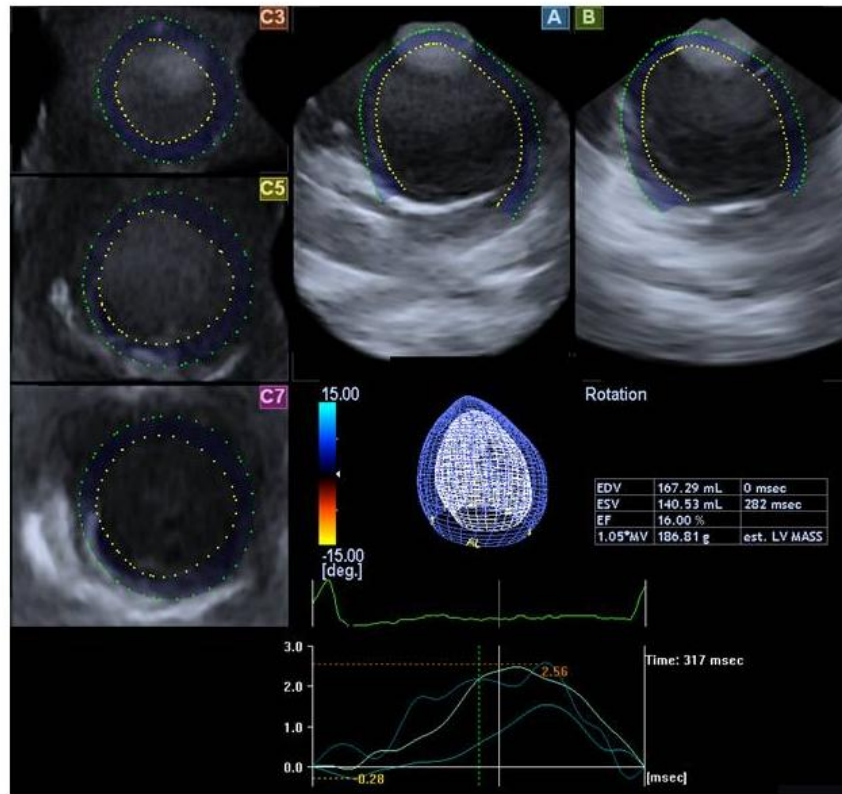 C3
A
B
C5
C7
15.00
-15.00
[deg.]
AL
Rotation
EDV 167.29 mL 0 msec
ESV 140.53 mL 282 msec
EF 16.00 %
1.05*MV 186.81 g est. LV MASS
3.0
2.0
1.0
0.0
2.56
-0.28
Time: 317 msec
[msec]